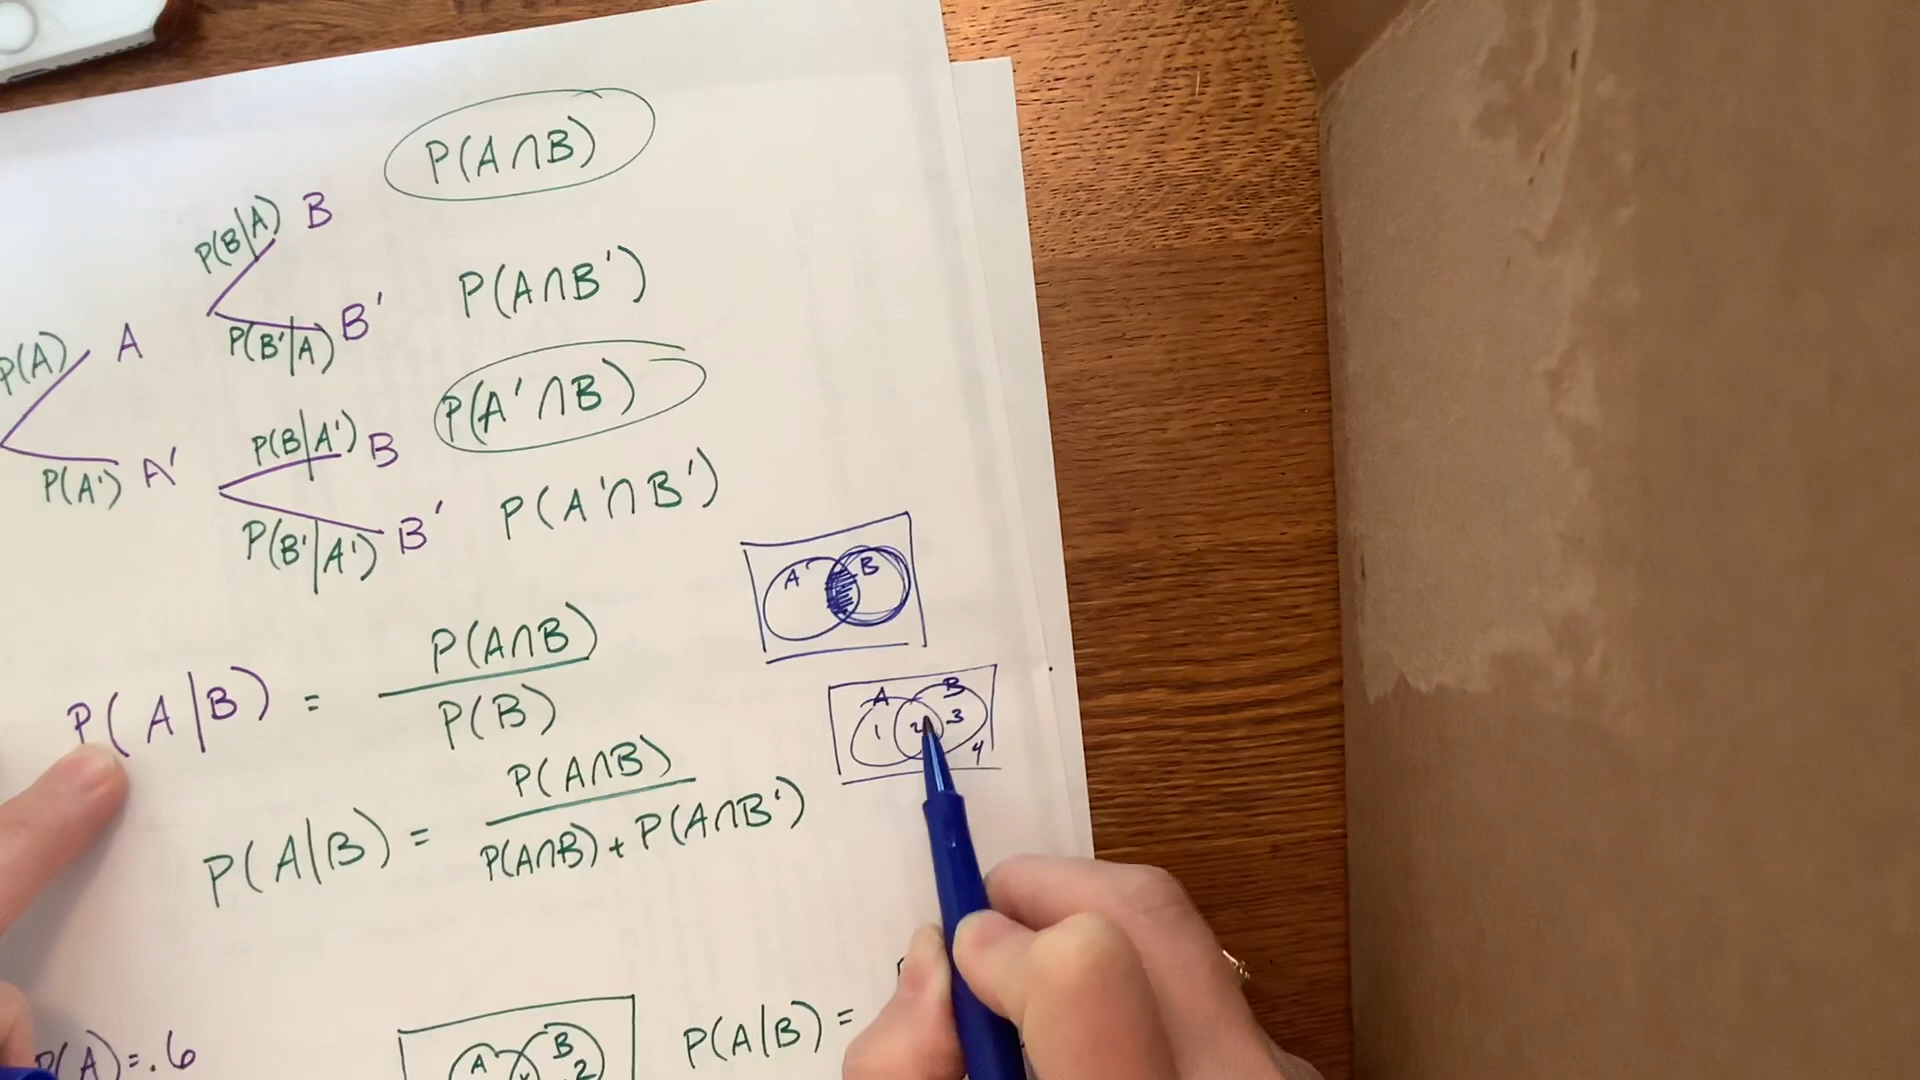 P(A∩B)
P(B|A) B
P(A∩B')
P(B'|A) B'
P(A) A
P(A'∩B)
P(B|A') B
P(A') A'
P(A'∩B')
P(B'|A') B'
A B
P(A|B) = P(A∩B)
P(B)
A B
1 2 3
4
P(A|B) = P(A∩B)
P(A∩B) + P(A∩B')
P(A) = .6
A B
.2
P(A|B) =